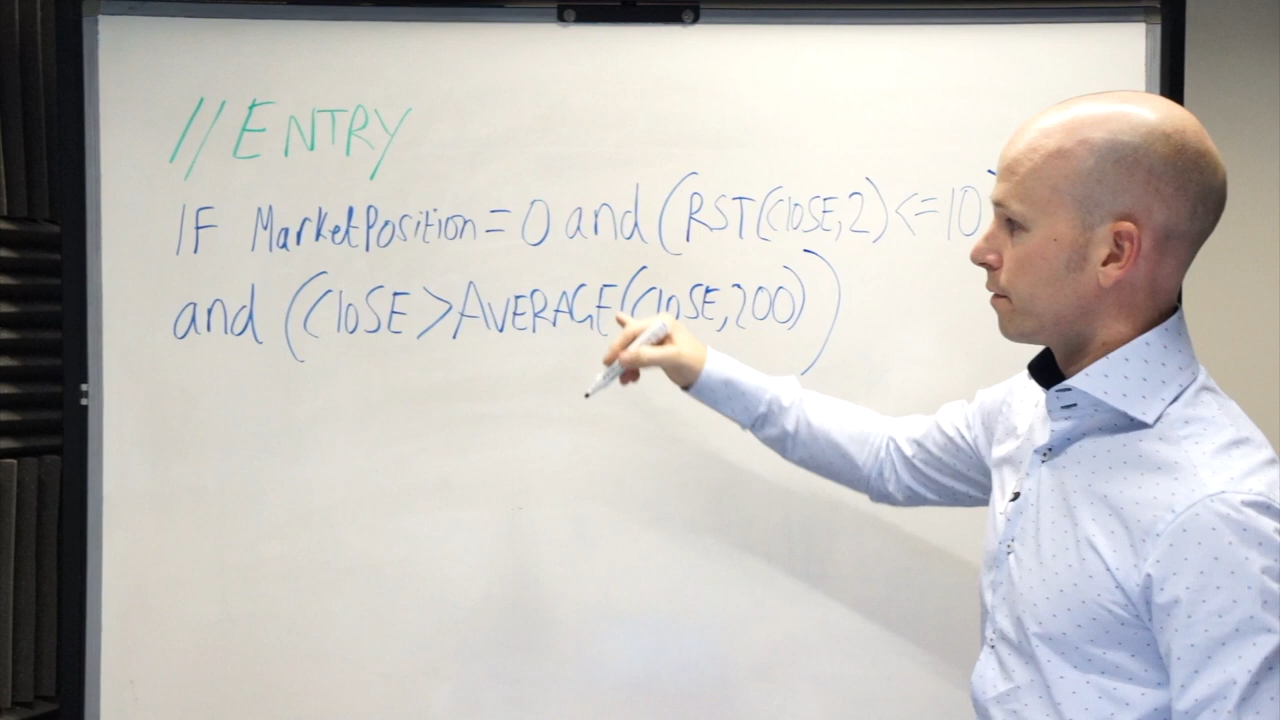 //ENTRY
IF MarketPosition = 0 and (RSI(CLOSE,2) <= 10)
and (CLOSE > AVERAGE(CLOSE,200))